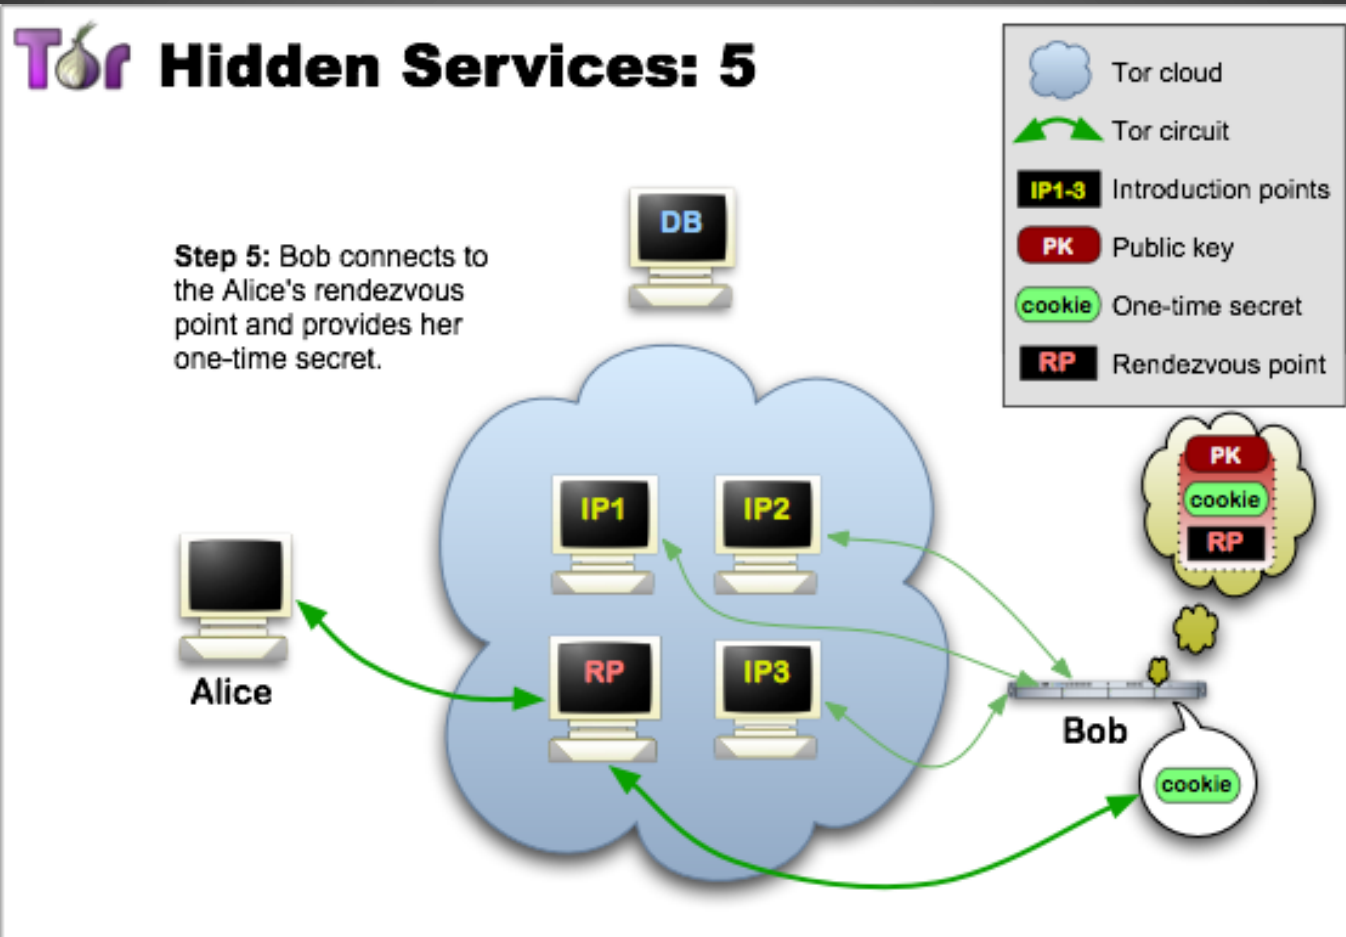 Tor Hidden Services: 5
Tor cloud
Tor circuit
IP1-3 Introduction points
PK Public key
cookie One-time secret
RP Rendezvous point
DB
Step 5: Bob connects to
the Alice's rendezvous
point and provides her
one-time secret.
PK
cookie
RP
IP1
IP2
RP
IP3
Alice
Bob
cookie